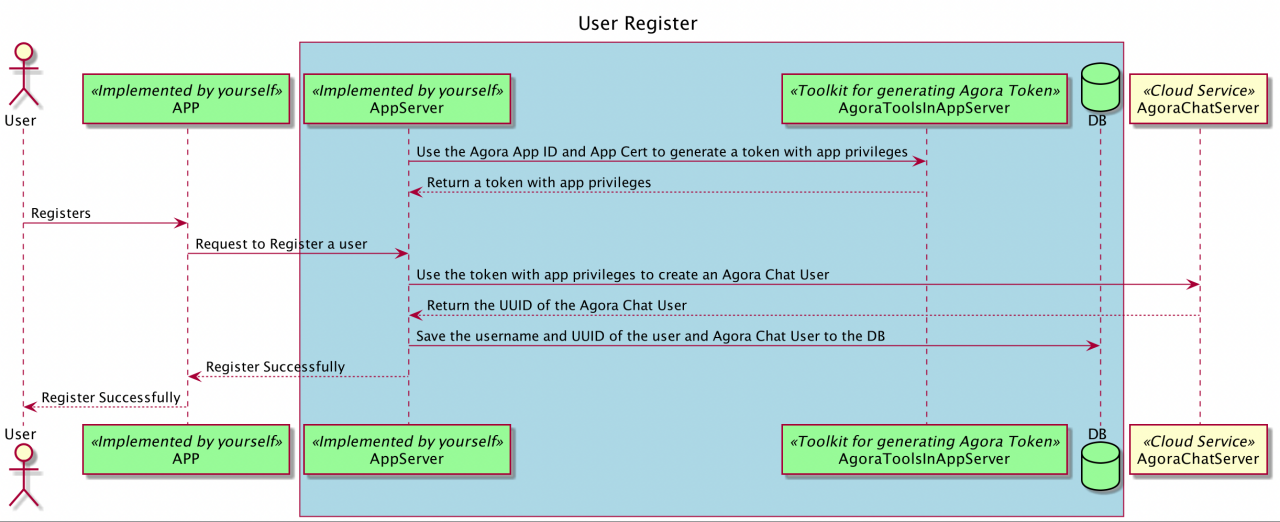 User Register
User
«Implemented by yourself»
APP
«Implemented by yourself»
AppServer
«Toolkit for generating Agora Token»
AgoraToolsInAppServer
DB
«Cloud Service»
AgoraChatServer
Use the Agora App ID and App Cert to generate a token with app privileges
Return a token with app privileges
Registers
Request to Register a user
Use the token with app privileges to create an Agora Chat User
Return the UUID of the Agora Chat User
Save the username and UUID of the user and Agora Chat User to the DB
Register Successfully
Register Successfully
User
«Implemented by yourself»
APP
«Implemented by yourself»
AppServer
«Toolkit for generating Agora Token»
AgoraToolsInAppServer
DB
«Cloud Service»
AgoraChatServer